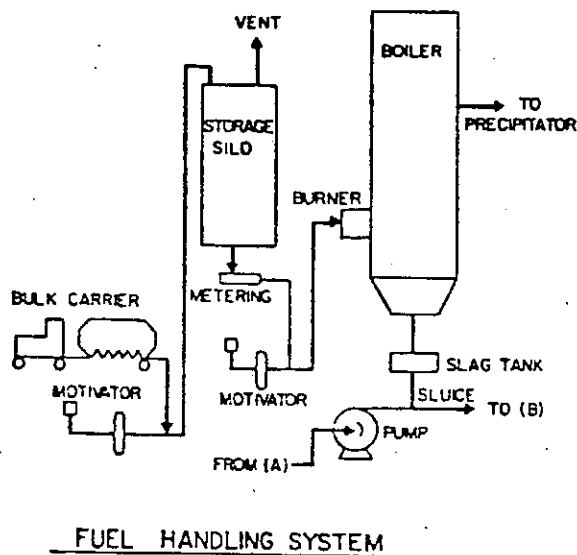 VENT
BOILER
STORAGE
SILO
TO
PRECIPITATOR
BURNER
METERING
BULK CARRIER
MOTIVATOR
MOTIVATOR
SLAG TANK
SLUICE
TO (B)
PUMP
FROM (A)
FUEL HANDLING SYSTEM